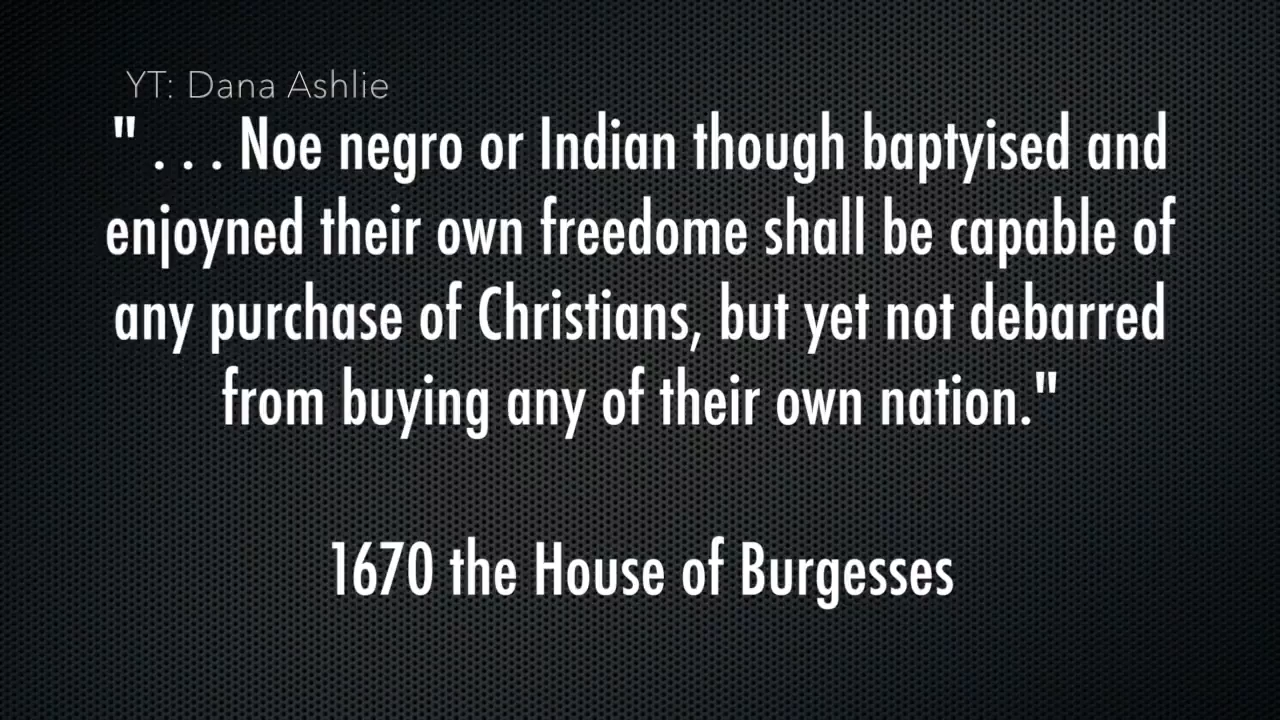 YT: Dana Ashlie
" . . . Noe negro or Indian though baptyised and
enjoyned their own freedome shall be capable of
any purchase of Christians, but yet not debarred
from buying any of their own nation."
1670 the House of Burgesses